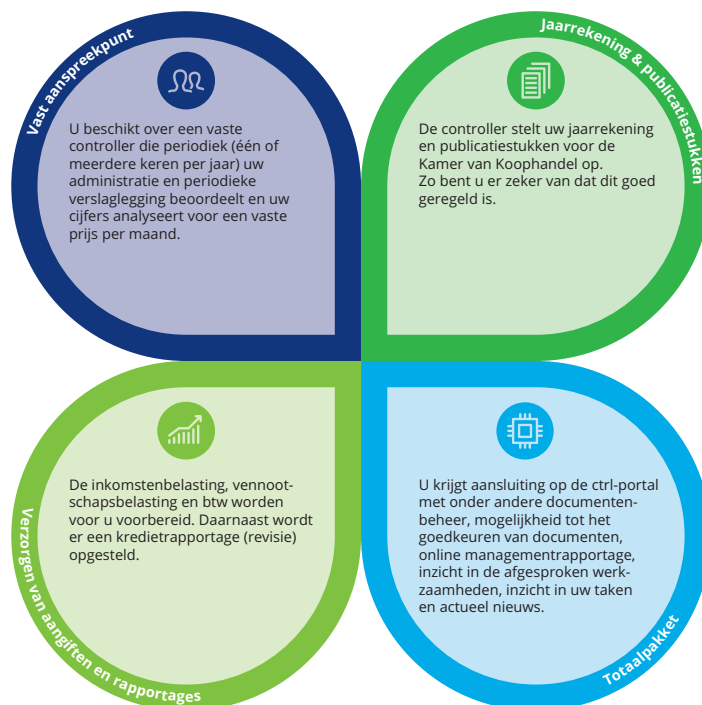 Vast aanspreekpunt
U beschikt over een vaste
controller die periodiek (één of
meerdere keren per jaar) uw
administratie en periodieke
verslaglegging beoordeelt en uw
cijfers analyseert voor een vaste
prijs per maand.
Jaarrekening & publicatiestukken
De controller stelt uw jaarrekening
en publicatiestukken voor de
Kamer van Koophandel op.
Zo bent u er zeker van dat dit goed
geregeld is.
Verzorgen van aangiften en rapportages
De inkomstenbelasting, vennoot-
schapsbelasting en btw worden
voor u voorbereid. Daarnaast wordt
er een kredietrapportage (revisie)
opgesteld.
Totaalpakket
U krijgt aansluiting op de ctrl-portal
met onder andere documenten-
beheer, mogelijkheid tot het
goedkeuren van documenten,
online managementrapportage,
inzicht in de afgesproken werk-
zaamheden, inzicht in uw taken
en actueel nieuws.